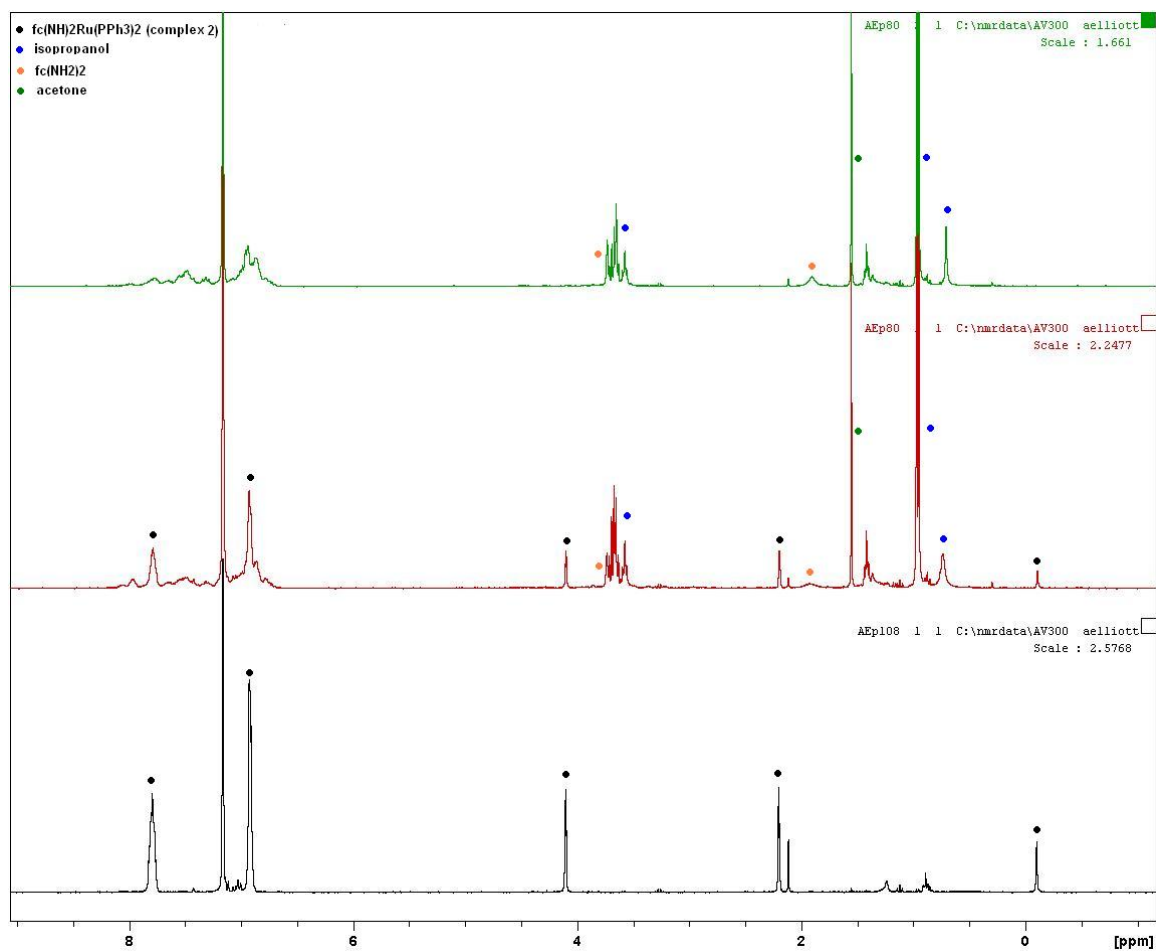 fc(NH)2Ru(PPh3)2 (complex 2)
isopropanol
fc(NH2)2
acetone
AEp80 1 C:\nmrdata\AV300 aelliott
Scale : 1.661
AEp80 1 C:\nmrdata\AV300 aelliott
Scale : 2.2477
AEp108 1 1 C:\nmrdata\AV300 aelliott
Scale : 2.5768
8 6 4 2 0 [ppm]